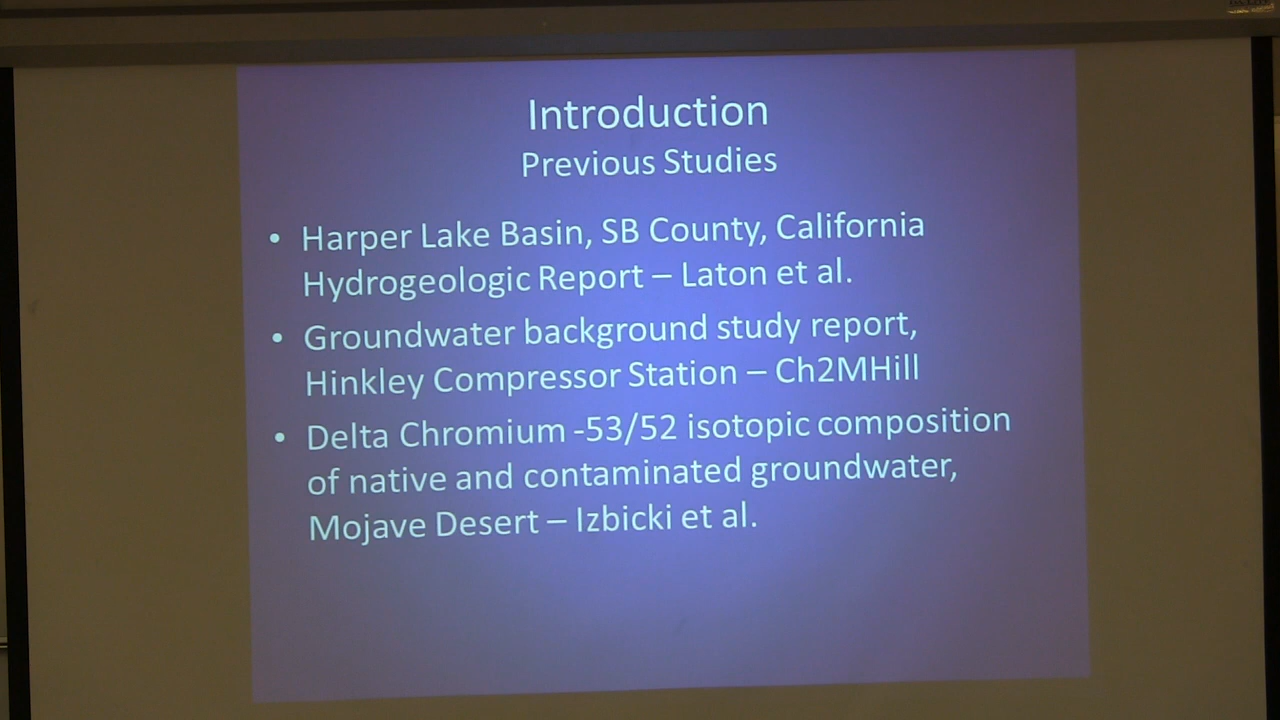 Introduction
Previous Studies
• Harper Lake Basin, SB County, California
Hydrogeologic Report – Laton et al.
• Groundwater background study report,
Hinkley Compressor Station – Ch2MHill
• Delta Chromium -53/52 isotopic composition
of native and contaminated groundwater,
Mojave Desert – Izbicki et al.